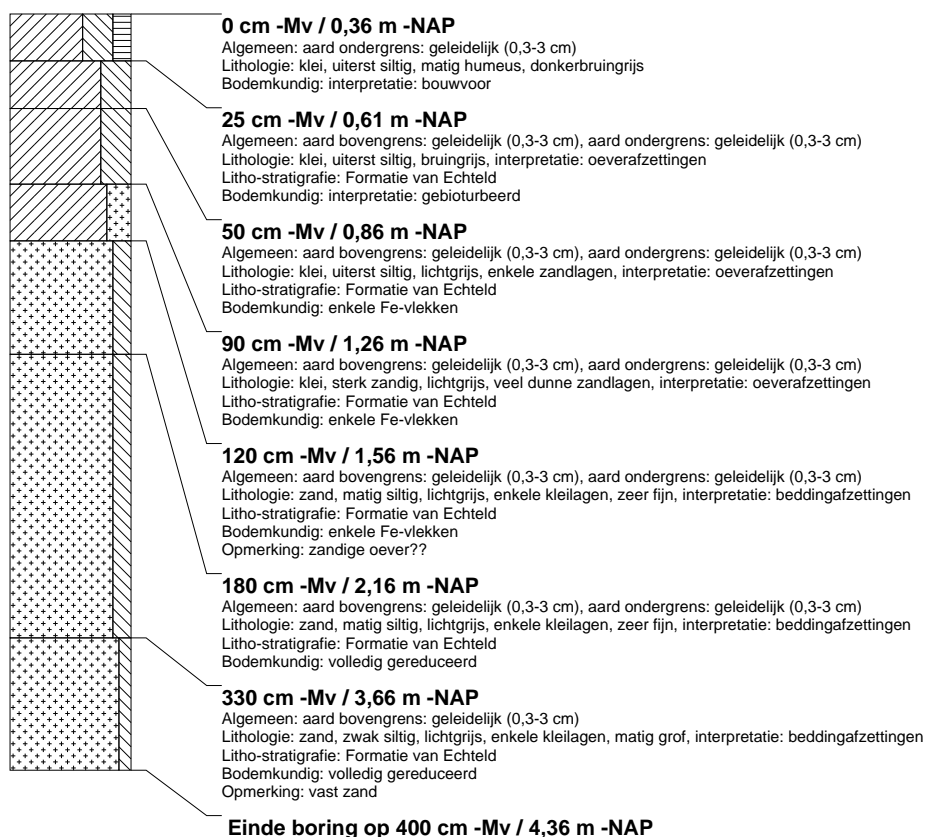 0 cm -Mv / 0,36 m -NAP
Algemeen: aard ondergrens: geleidelijk (0,3-3 cm)
Lithologie: klei, uiterst siltig, matig humeus, donkerbruingrijs
Bodemkundig: interpretatie: bouwvoor
25 cm -Mv / 0,61 m -NAP
Algemeen: aard bovengrens: geleidelijk (0,3-3 cm), aard ondergrens: geleidelijk (0,3-3 cm)
Lithologie: klei, uiterst siltig, bruingrijs, interpretatie: oeverafzettingen
Litho-stratigrafie: Formatie van Echteld
Bodemkundig: interpretatie: gebioturbeerd
50 cm -Mv / 0,86 m -NAP
Algemeen: aard bovengrens: geleidelijk (0,3-3 cm), aard ondergrens: geleidelijk (0,3-3 cm)
Lithologie: klei, uiterst siltig, lichtgrijs, enkele zandlagen, interpretatie: oeverafzettingen
Litho-stratigrafie: Formatie van Echteld
Bodemkundig: enkele Fe-vlekken
90 cm -Mv / 1,26 m -NAP
Algemeen: aard bovengrens: geleidelijk (0,3-3 cm), aard ondergrens: geleidelijk (0,3-3 cm)
Lithologie: klei, sterk zandig, lichtgrijs, veel dunne zandlagen, interpretatie: oeverafzettingen
Litho-stratigrafie: Formatie van Echteld
Bodemkundig: enkele Fe-vlekken
120 cm -Mv / 1,56 m -NAP
Algemeen: aard bovengrens: geleidelijk (0,3-3 cm), aard ondergrens: geleidelijk (0,3-3 cm)
Lithologie: zand, matig siltig, lichtgrijs, enkele kleilagen, zeer fijn, interpretatie: beddingafzettingen
Litho-stratigrafie: Formatie van Echteld
Bodemkundig: enkele Fe-vlekken
Opmerking: zandige oever??
180 cm -Mv / 2,16 m -NAP
Algemeen: aard bovengrens: geleidelijk (0,3-3 cm), aard ondergrens: geleidelijk (0,3-3 cm)
Lithologie: zand, matig siltig, lichtgrijs, enkele kleilagen, zeer fijn, interpretatie: beddingafzettingen
Litho-stratigrafie: Formatie van Echteld
Bodemkundig: volledig gereduceerd
330 cm -Mv / 3,66 m -NAP
Algemeen: aard bovengrens: geleidelijk (0,3-3 cm)
Lithologie: zand, zwak siltig, lichtgrijs, enkele kleilagen, matig grof, interpretatie: beddingafzettingen
Litho-stratigrafie: Formatie van Echteld
Bodemkundig: volledig gereduceerd
Opmerking: vast zand
Einde boring op 400 cm -Mv / 4,36 m -NAP